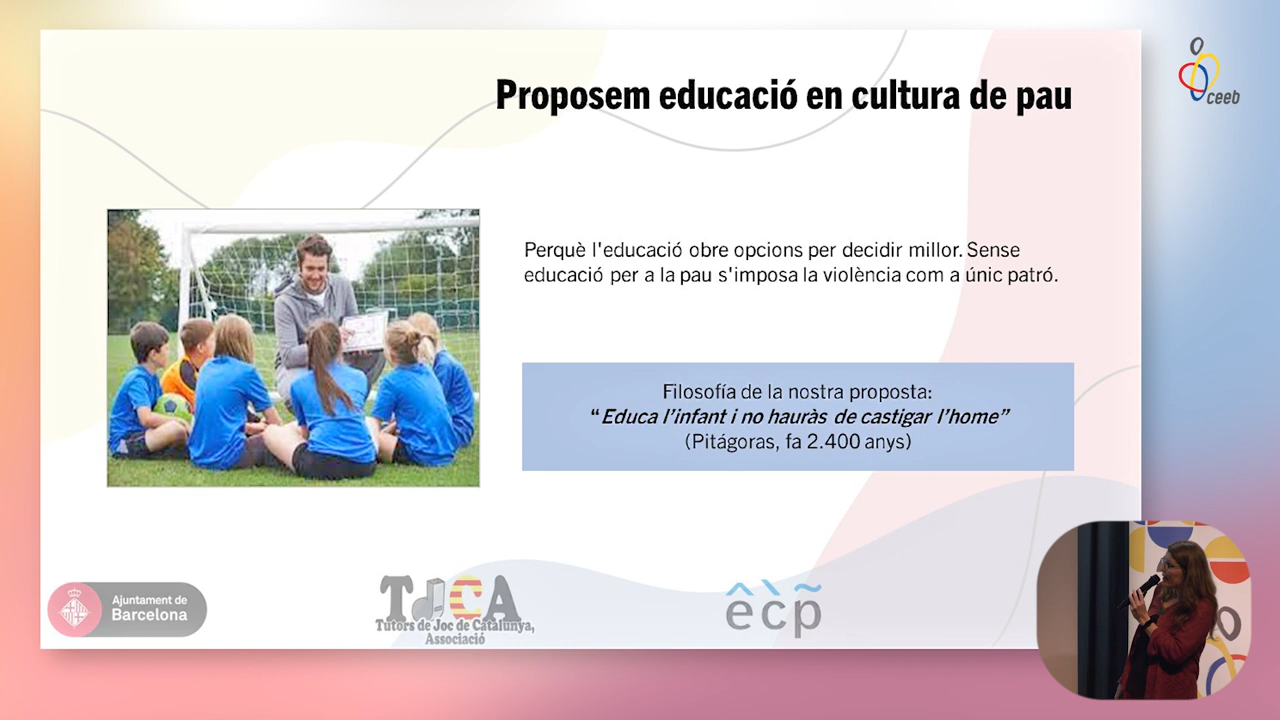 Proposem educació en cultura de pau
ceeb
Perquè l'educació obre opcions per decidir millor. Sense
educació per a la pau s'imposa la violència com a únic patró.
Filosofía de la nostra proposta:
“Educa l’infant i no hauràs de castigar l’home”
(Pitágoras, fa 2.400 anys)
Ajuntament de
Barcelona
TJCA
Tutors de Joc de Catalunya,
Associació
ecp